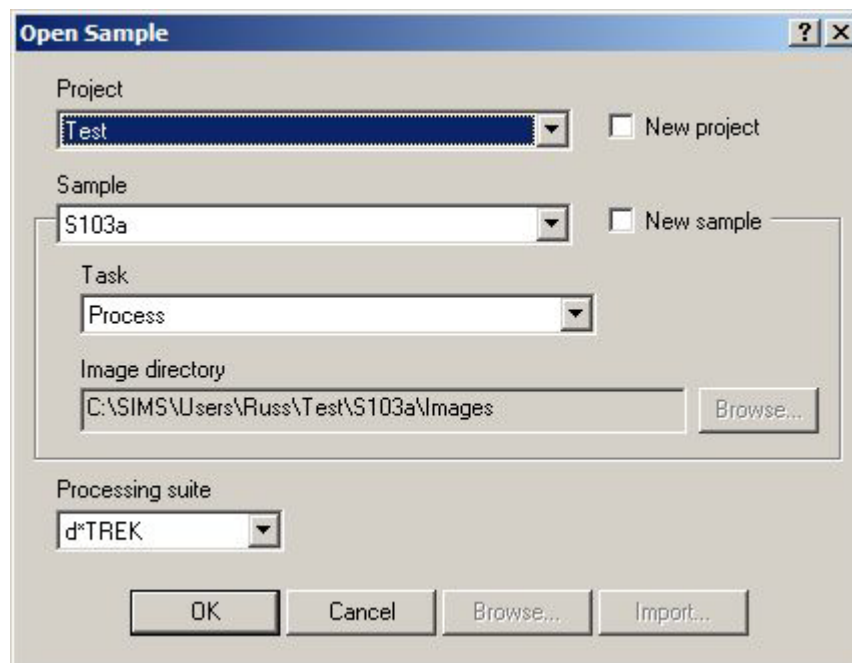 Open Sample
Project
Test
New project
Sample
S103a
New sample
Task
Process
Image directory
C:\SIMS\Users\Russ\Test\S103a\Images
Browse...
Processing suite
d*TREK
OK Cancel Browse... Import...